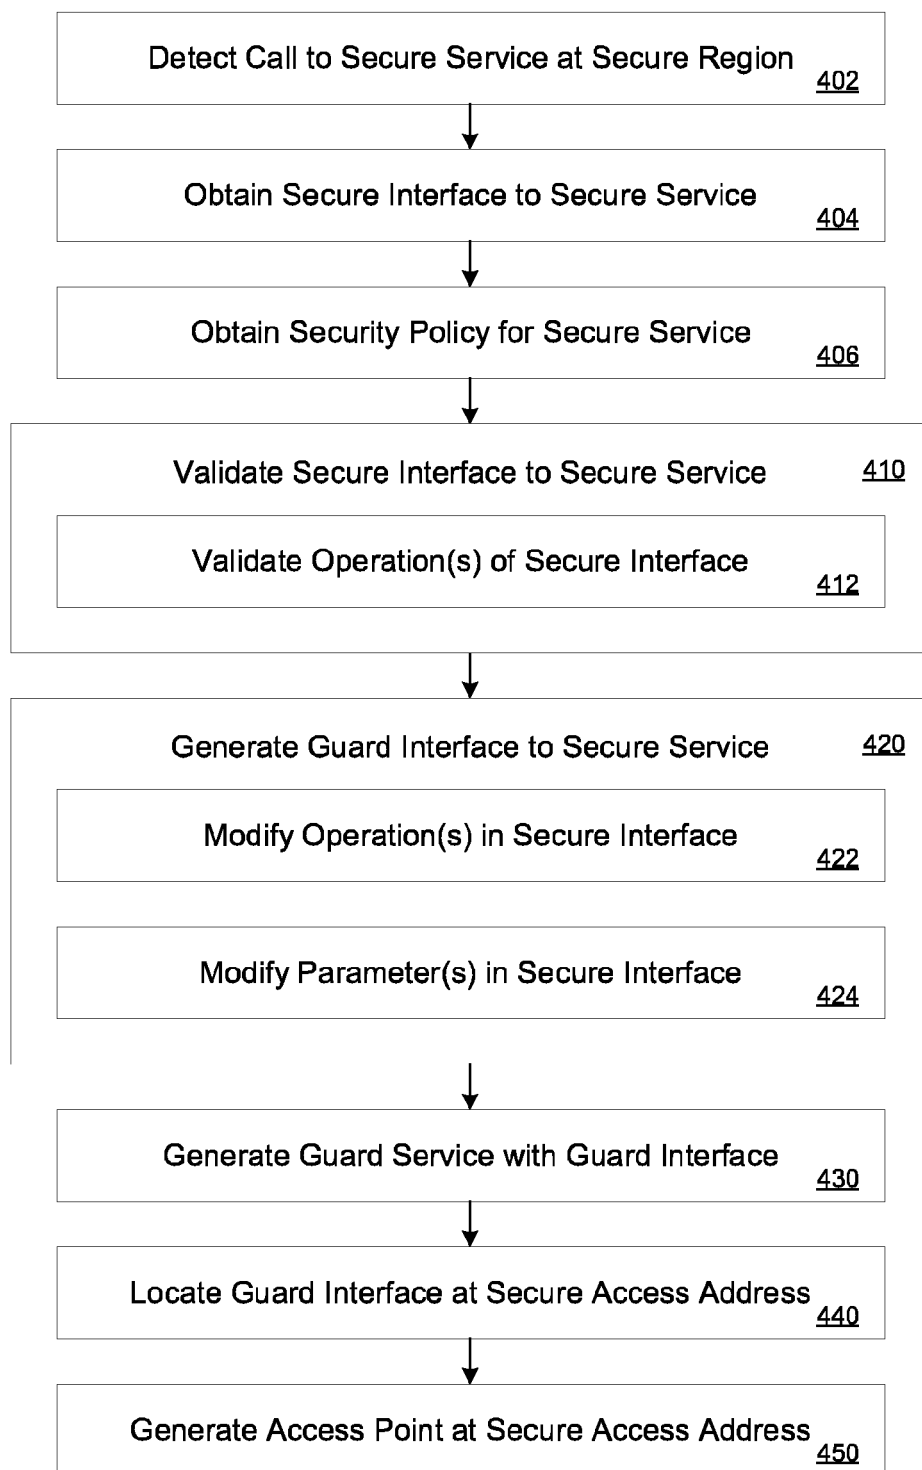 Detect Call to Secure Service at Secure Region
402
Obtain Secure Interface to Secure Service
404
Obtain Security Policy for Secure Service
406
Validate Secure Interface to Secure Service
410
Validate Operation(s) of Secure Interface
412
Generate Guard Interface to Secure Service
420
Modify Operation(s) in Secure Interface
422
Modify Parameter(s) in Secure Interface
424
Generate Guard Service with Guard Interface
430
Locate Guard Interface at Secure Access Address
440
Generate Access Point at Secure Access Address
450